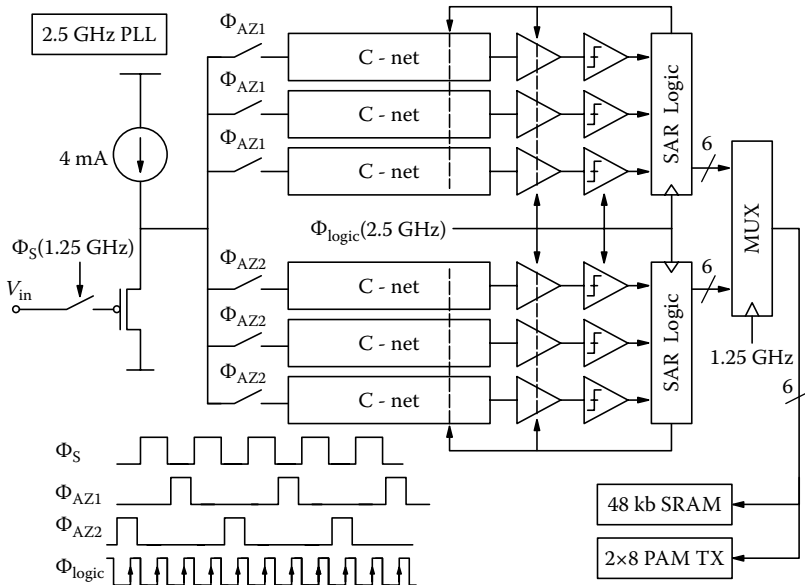 2.5 GHz PLL
Φ_AZ1
C - net
Φ_AZ1
C - net
Φ_AZ1
C - net
SAR Logic
4 mA
6
MUX
Φ_logic(2.5 GHz)
Φ_S(1.25 GHz)
V_in
Φ_AZ2
C - net
Φ_AZ2
C - net
Φ_AZ2
C - net
SAR Logic
6
1.25 GHz
6
Φ_S
Φ_AZ1
Φ_AZ2
Φ_logic
48 kb SRAM
2×8 PAM TX